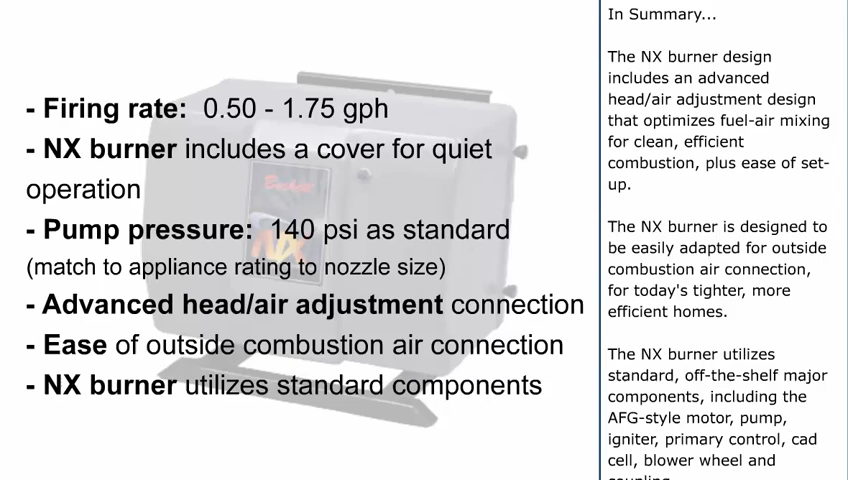 - Firing rate: 0.50 - 1.75 gph
- NX burner includes a cover for quiet
operation
- Pump pressure: 140 psi as standard
(match to appliance rating to nozzle size)
- Advanced head/air adjustment connection
- Ease of outside combustion air connection
- NX burner utilizes standard components
Beckett
NX
In Summary...
The NX burner design
includes an advanced
head/air adjustment design
that optimizes fuel-air mixing
for clean, efficient
combustion, plus ease of set-
up.
The NX burner is designed to
be easily adapted for outside
combustion air connection,
for today's tighter, more
efficient homes.
The NX burner utilizes
standard, off-the-shelf major
components, including the
AFG-style motor, pump,
igniter, primary control, cad
cell, blower wheel and